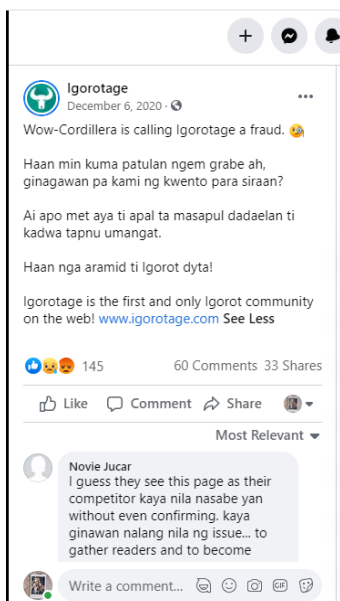 Igorotage
December 6, 2020 ·
Wow-Cordillera is calling Igorotage a fraud. 🧐
Haan min kuma patulan ngem grabe ah,
ginagawan pa kami ng kwento para siraan?
Ai apo met aya ti apal ta masapul dadaelan ti
kadwa tapnu umangat.
Haan nga aramid ti Igorot dyta!
Igorotage is the first and only Igorot community
on the web! www.igorotage.com See Less
145 60 Comments 33 Shares
Like Comment Share
Most Relevant
Novie Jucar
I guess they see this page as their
competitor kaya nila nasabe yan
without even confirming. kaya
ginawan nalang nila ng issue... to
gather readers and to become
Write a comment... GIF